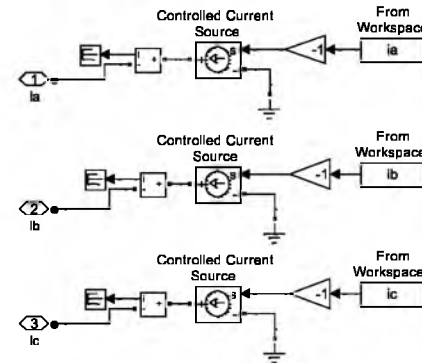 Controlled Current
Source
From
Workspace
s
-1
ia
1
Ia
Controlled Current
Source
From
Workspace
s
-1
ib
2
Ib
Controlled Current
Source
From
Workspace
s
-1
ic
3
Ic